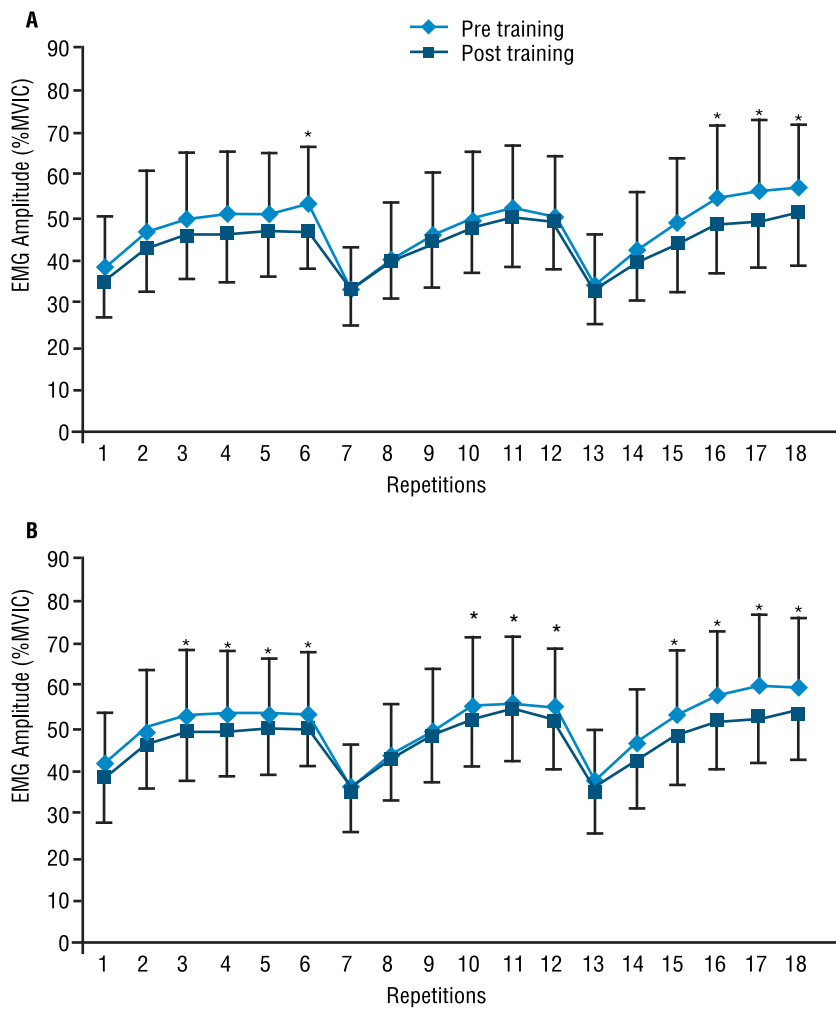 A
Pre training
Post training
EMG Amplitude (%MVIC)
90
80
70
60
50
40
30
20
10
0
* * * *
1 2 3 4 5 6 7 8 9 10 11 12 13 14 15 16 17 18
Repetitions
B
EMG Amplitude (%MVIC)
90
80
70
60
50
40
30
20
10
0
* * * * * * * * * * *
1 2 3 4 5 6 7 8 9 10 11 12 13 14 15 16 17 18
Repetitions